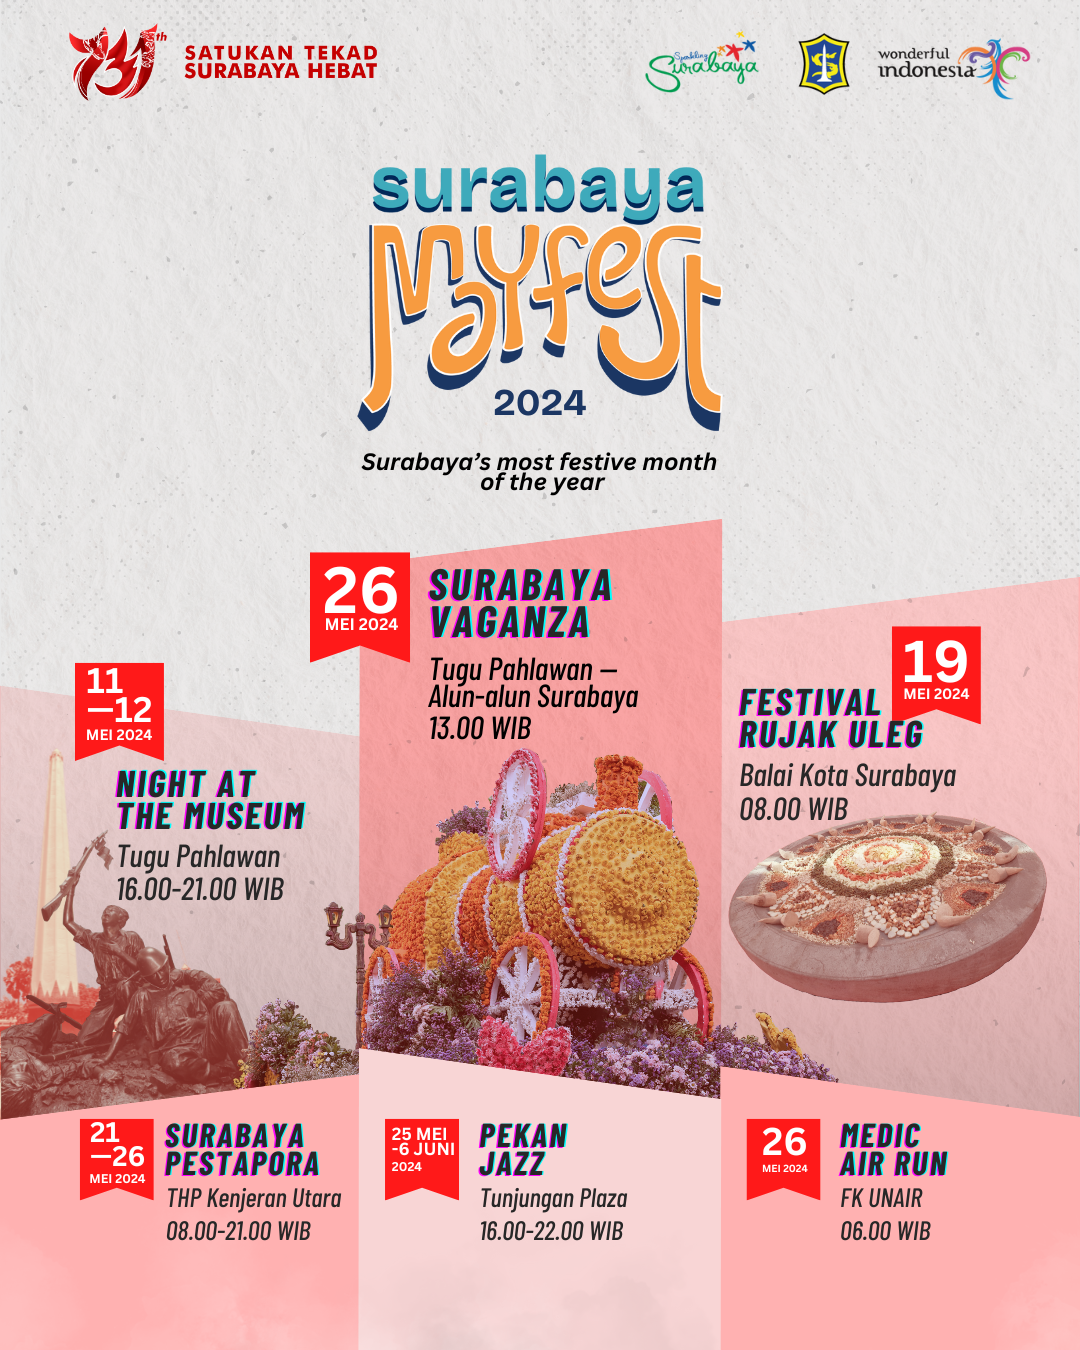 731th
SATUKAN TEKAD
SURABAYA HEBAT
Sparkling
Surabaya
wonderful
indonesia
surabaya
Mayfest
2024
Surabaya's most festive month
of the year
26
MEI 2024
SURABAYA
VAGANZA
Tugu Pahlawan –
Alun-alun Surabaya
13.00 WIB
19
MEI 2024
FESTIVAL
RUJAK ULEG
Balai Kota Surabaya
08.00 WIB
11
—12
MEI 2024
NIGHT AT
THE MUSEUM
Tugu Pahlawan
16.00-21.00 WIB
21
—26
MEI 2024
SURABAYA
PESTAPORA
THP Kenjeran Utara
08.00-21.00 WIB
25 MEI
-6 JUNI
2024
PEKAN
JAZZ
Tunjungan Plaza
16.00-22.00 WIB
26
MEI 2024
MEDIC
AIR RUN
FK UNAIR
06.00 WIB